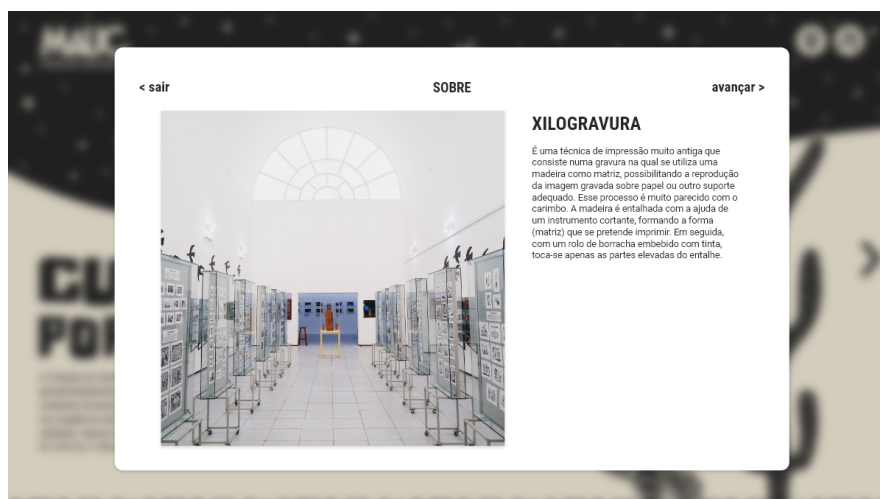 < sair
SOBRE
avançar >
XILOGRAVURA
É uma técnica de impressão muito antiga que
consiste numa gravura na qual se utiliza uma
madeira como matriz, possibilitando a reprodução
da imagem gravada sobre papel ou outro suporte
adequado. Esse processo é muito parecido com o
carimbo. A madeira é entalhada com a ajuda de
um instrumento cortante, formando a forma
(matriz) que se pretende imprimir. Em seguida,
com um rolo de borracha embebido com tinta,
toca-se apenas as partes elevadas do entalhe.